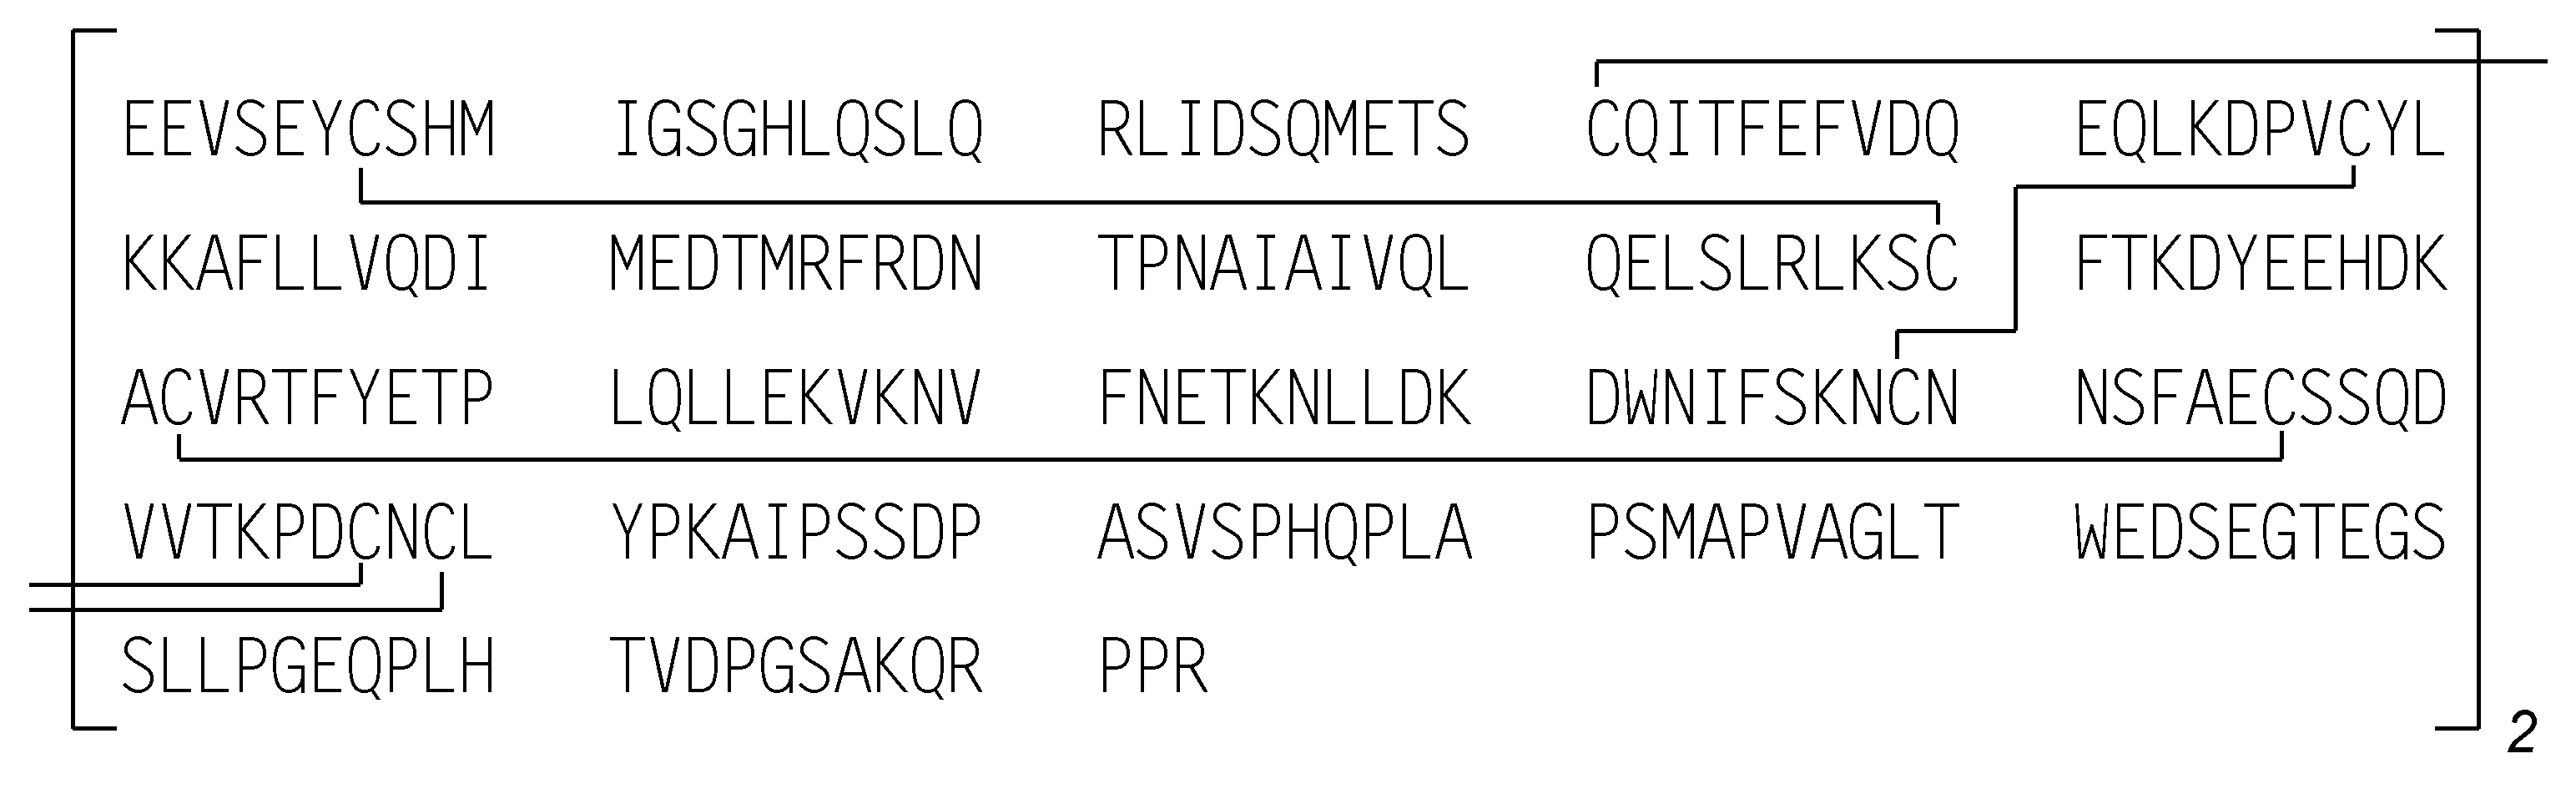 EEVSEYCSHM IGSGHLQSLQ RLIDSQMETS CQITFEFVDQ EQLKDPVCYL
KKAFLLVQDI MEDTMRFRDN TPNAIAIVQL QELSLRLKSC FTKDYEEHDK
ACVRTFYETP LQLLEKVKNV FNETKNLLDK DWNIFSKNCN NSFAECSSQD
VVTKPDCNCL YPKAIPSSDP ASVSPHQPLA PSMAPVAGLT WEDSEGTEGS
SLLPGEQPLH TVDPGSAKQR PPR
2